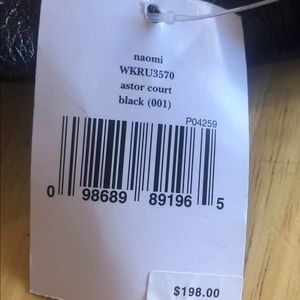 naomi
WKRU3570
astor court
black (001)
P04259
0 98689 89196 5
$198.00